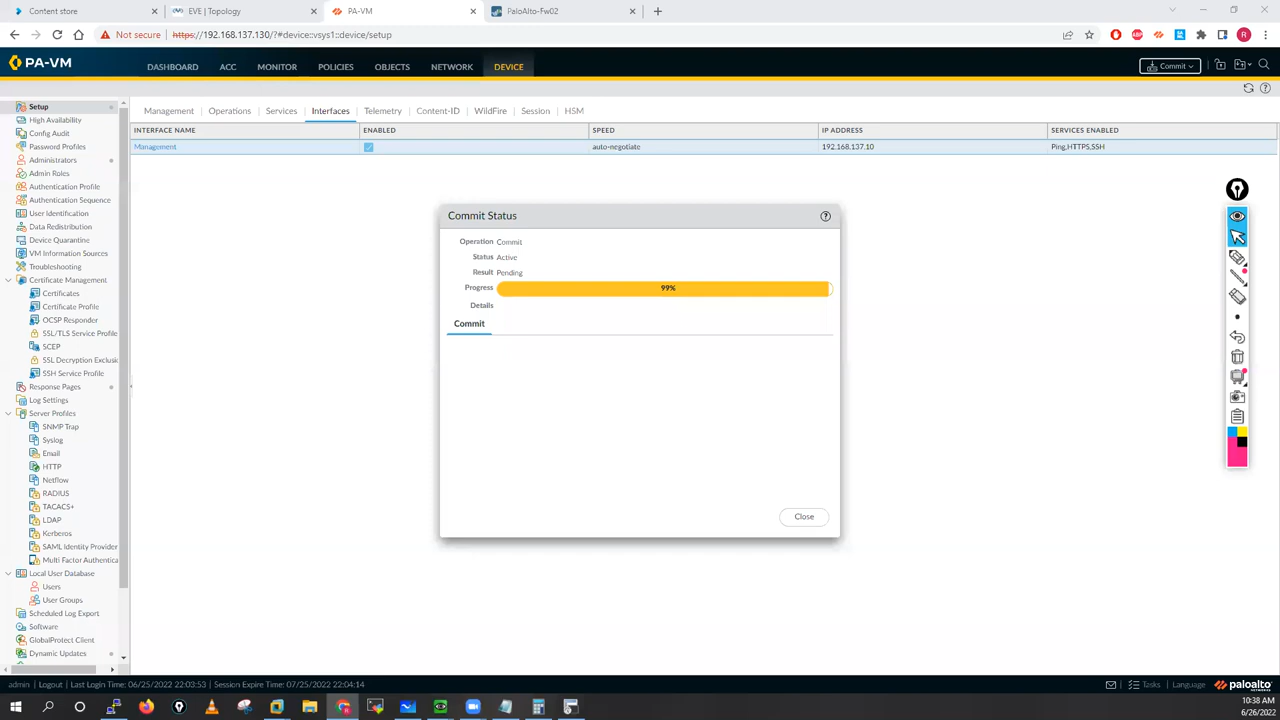 Content store
EVE | Topology
PA-VM
PaloAlto-Fw02
Not secure
https://192.168.137.130/?#device::vsys1::device/setup
R
PA-VM
DASHBOARD
ACC
MONITOR
POLICIES
OBJECTS
NETWORK
DEVICE
Commit
Setup
High Availability
Config Audit
Password Profiles
Administrators
Admin Roles
Authentication Profile
Authentication Sequence
User Identification
Data Redistribution
Device Quarantine
VM Information Sources
Troubleshooting
Certificate Management
Certificates
Certificate Profile
OCSP Responder
SSL/TLS Service Profile
SCEP
SSL Decryption Exclus
SSH Service Profile
Response Pages
Log Settings
Server Profiles
SNMP Trap
Syslog
Email
HTTP
Netflow
RADIUS
TACACS+
LDAP
Kerberos
SAML Identity Provider
Multi Factor Authentica
Local User Database
Users
User Groups
Scheduled Log Export
Software
GlobalProtect Client
Dynamic Updates
Management
Operations
Services
Interfaces
Telemetry
Content-ID
WildFire
Session
HSM
INTERFACE NAME
ENABLED
SPEED
IP ADDRESS
SERVICES ENABLED
Management
auto-negotiate
192.168.137.10
Ping,HTTPS,SSH
Commit Status
Operation Commit
Status Active
Result Pending
Progress 99%
Details
Commit
Close
admin | Logout | Last Login Time: 06/25/2022 22:03:53 | Session Expire Time: 07/25/2022 22:04:14
Tasks | Language
paloalto
NETWORKS
10:38 AM
6/26/2022